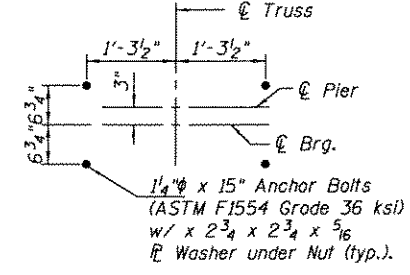 ℄ Truss
1'-3½" 1'-3½"
℄ Pier
3"
6¾" 6¾"
℄ Brg.
1¼"φ x 15" Anchor Bolts
(ASTM F1554 Grade 36 ksi)
w/ x 2¾ x 2¾ x 5⁄16
㋐ Washer under Nut (typ.).